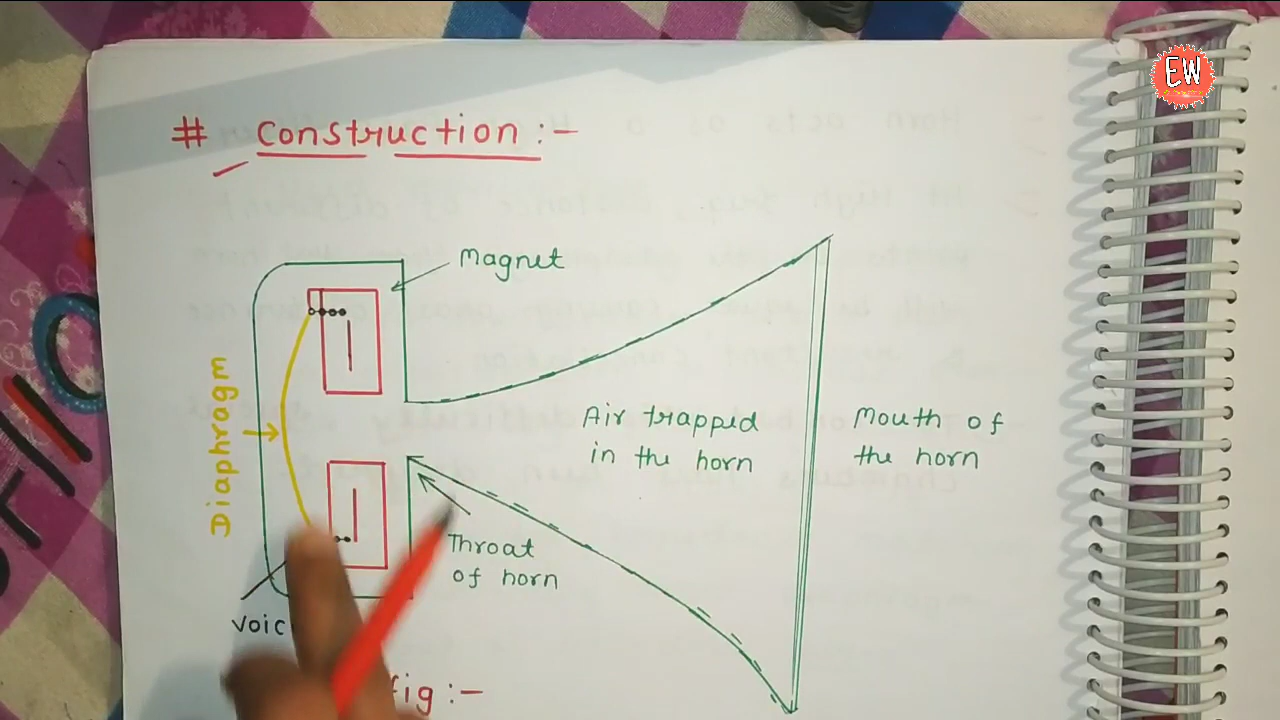 EW
# Construction :-
Magnet
Diaphragm
Air trapped
in the horn
Mouth of
the horn
Throat
of horn
voic
fig :-